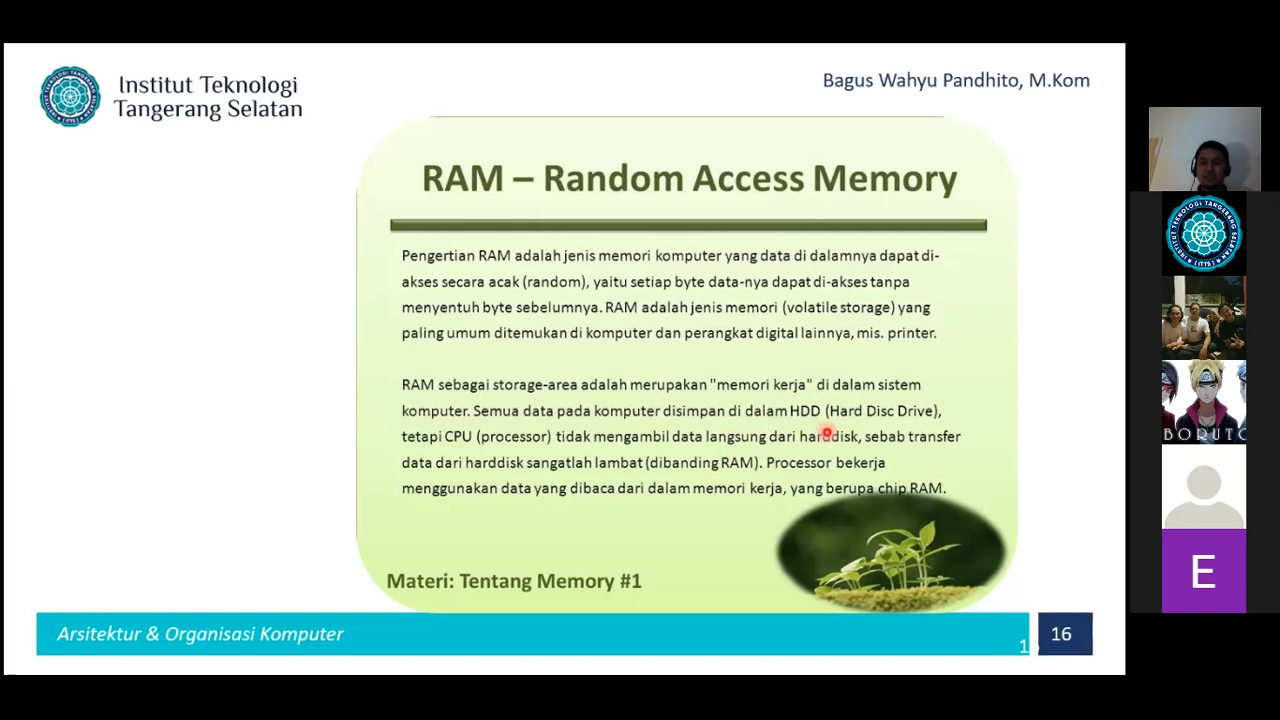 Institut Teknologi
Tangerang Selatan
Bagus Wahyu Pandhito, M.Kom
RAM – Random Access Memory
Pengertian RAM adalah jenis memori komputer yang data di dalamnya dapat di-
akses secara acak (random), yaitu setiap byte data-nya dapat di-akses tanpa
menyentuh byte sebelumnya. RAM adalah jenis memori (volatile storage) yang
paling umum ditemukan di komputer dan perangkat digital lainnya, mis. printer.
RAM sebagai storage-area adalah merupakan "memori kerja" di dalam sistem
komputer. Semua data pada komputer disimpan di dalam HDD (Hard Disc Drive),
tetapi CPU (processor) tidak mengambil data langsung dari harddisk, sebab transfer
data dari harddisk sangatlah lambat (dibanding RAM). Processor bekerja
menggunakan data yang dibaca dari dalam memori kerja, yang berupa chip RAM.
Materi: Tentang Memory #1
Arsitektur & Organisasi Komputer
16
INSTITUT TEKNOLOGI TANGERANG SELATAN (ITTS)
BORUTO
E